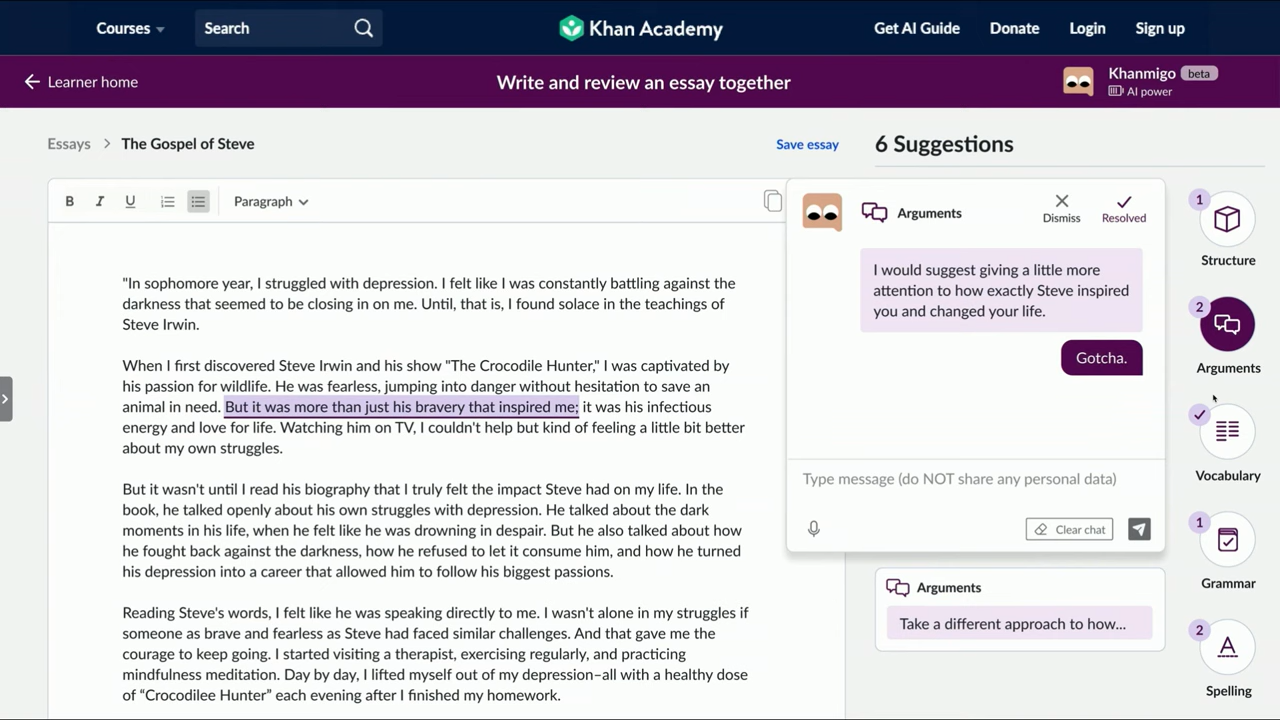 Courses
Search
Khan Academy
Get AI Guide
Donate
Login
Sign up
Learner home
Write and review an essay together
Khanmigo beta
AI power
Essays > The Gospel of Steve
Save essay
6 Suggestions
B I U
Paragraph
"In sophomore year, I struggled with depression. I felt like I was constantly battling against the
darkness that seemed to be closing in on me. Until, that is, I found solace in the teachings of
Steve Irwin.
When I first discovered Steve Irwin and his show "The Crocodile Hunter," I was captivated by
his passion for wildlife. He was fearless, jumping into danger without hesitation to save an
animal in need. But it was more than just his bravery that inspired me; it was his infectious
energy and love for life. Watching him on TV, I couldn't help but kind of feeling a little bit better
about my own struggles.
But it wasn't until I read his biography that I truly felt the impact Steve had on my life. In the
book, he talked openly about his own struggles with depression. He talked about the dark
moments in his life, when he felt like he was drowning in despair. But he also talked about how
he fought back against the darkness, how he refused to let it consume him, and how he turned
his depression into a career that allowed him to follow his biggest passions.
Reading Steve's words, I felt like he was speaking directly to me. I wasn't alone in my struggles if
someone as brave and fearless as Steve had faced similar challenges. And that gave me the
courage to keep going. I started visiting a therapist, exercising regularly, and practicing
mindfulness meditation. Day by day, I lifted myself out of my depression–all with a healthy dose
of “Crocodilee Hunter” each evening after I finished my homework.
Arguments
Dismiss
Resolved
I would suggest giving a little more
attention to how exactly Steve inspired
you and changed your life.
Gotcha.
Type message (do NOT share any personal data)
Clear chat
Arguments
Take a different approach to how...
1
Structure
2
Arguments
Vocabulary
1
Grammar
2
A
Spelling